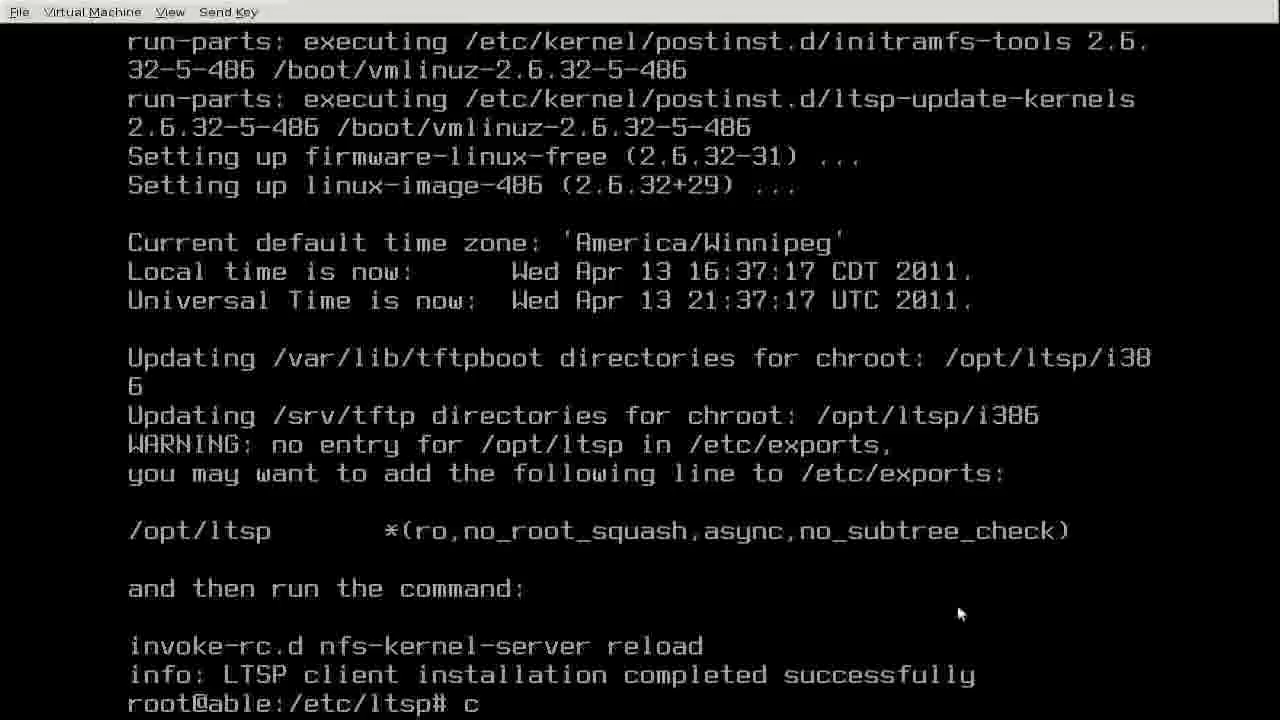 File Virtual Machine View Send Key
run-parts: executing /etc/kernel/postinst.d/initramfs-tools 2.6.
32-5-486 /boot/vmlinuz-2.6.32-5-486
run-parts: executing /etc/kernel/postinst.d/ltsp-update-kernels
2.6.32-5-486 /boot/vmlinuz-2.6.32-5-486
Setting up firmware-linux-free (2.6.32-31) ...
Setting up linux-image-486 (2.6.32+29) ...
Current default time zone: 'America/Winnipeg'
Local time is now:      Wed Apr 13 16:37:17 CDT 2011.
Universal Time is now:  Wed Apr 13 21:37:17 UTC 2011.
Updating /var/lib/tftpboot directories for chroot: /opt/ltsp/i38
6
Updating /srv/tftp directories for chroot: /opt/ltsp/i386
WARNING: no entry for /opt/ltsp in /etc/exports,
you may want to add the following line to /etc/exports:
/opt/ltsp       *(ro,no_root_squash,async,no_subtree_check)
and then run the command:
invoke-rc.d nfs-kernel-server reload
info: LTSP client installation completed successfully
root@able:/etc/ltsp# c